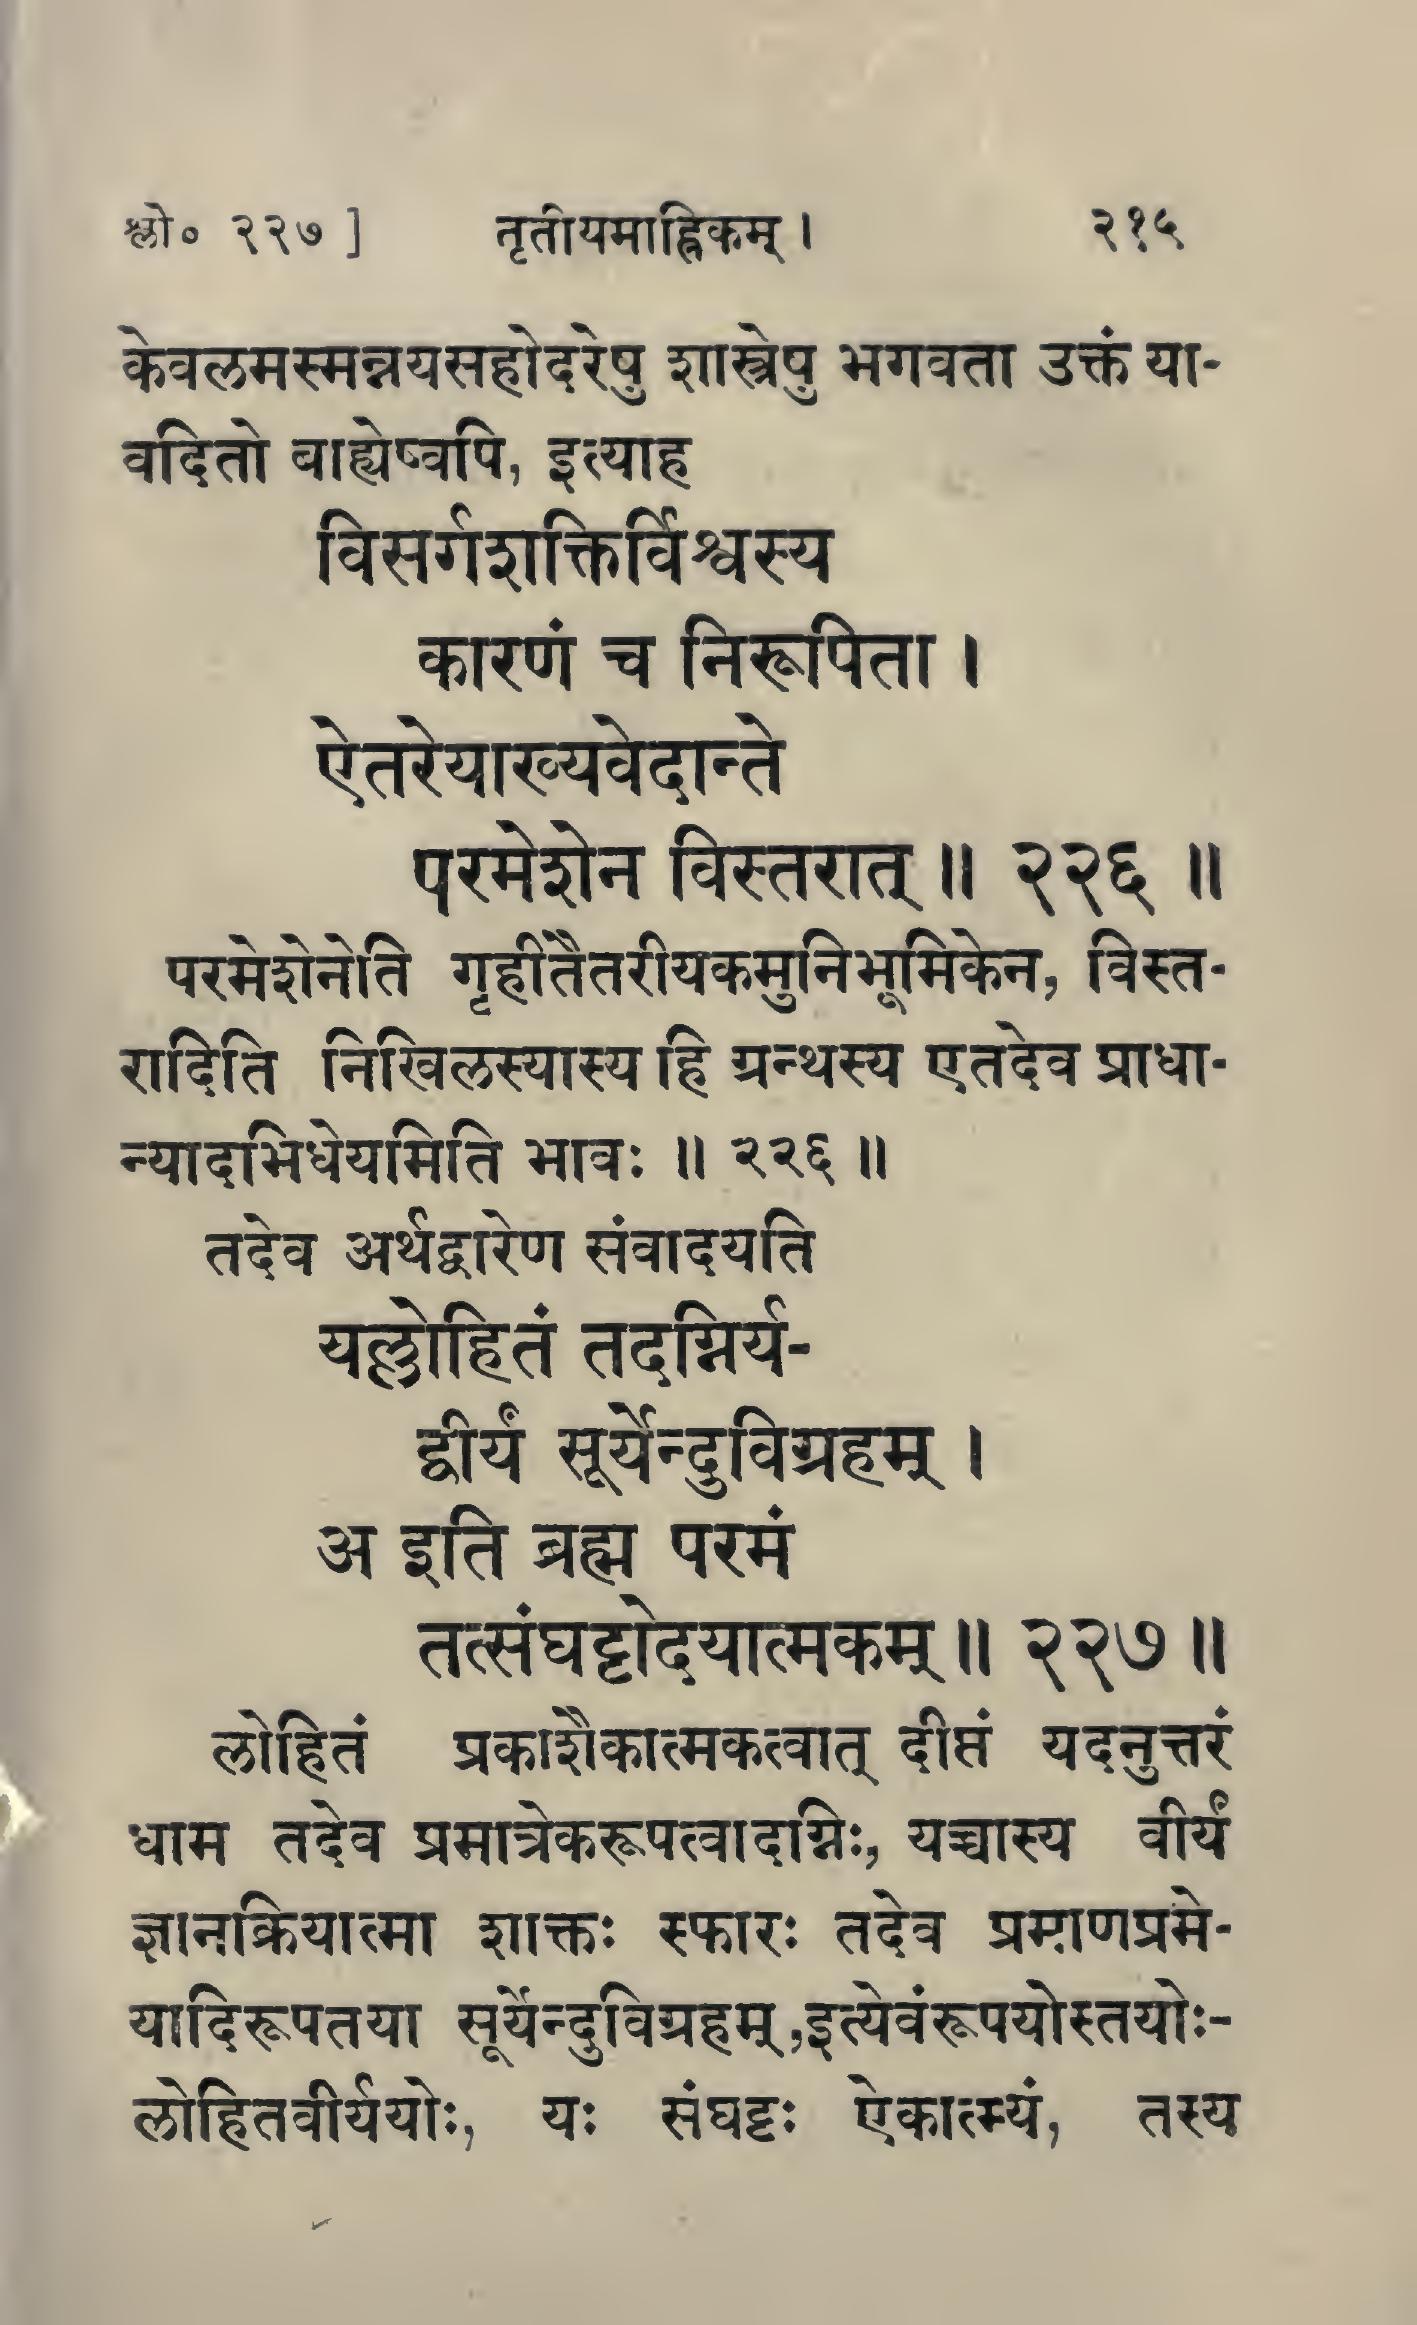 श्लो० २२७ ] तृतीयमाह्निकम् । २१५
केवलमस्मन्नयसहोदरेषु शास्त्रेषु भगवता उक्तं या-
वदितो बाह्येष्वपि, इत्याह
विसर्गशक्तिर्विश्वस्य
कारणं च निरूपिता ।
ऐतरेयाख्यवेदान्ते
परमेशेन विस्तरात् ॥ २२६ ॥
परमेशेनेति गृहीतैतरीयकमुनिभूमिकेन, विस्त-
रादिति निखिलस्यास्य हि ग्रन्थस्य एतदेव प्राधा-
न्यादभिधेयमिति भावः ॥ २२६ ॥
तदेव अर्थद्वारेण संवादयति
यल्लोहितं तदग्निर्य-
द्वीर्यं सूर्येन्दुविग्रहम् ।
अ इति ब्रह्म परमं
तत्संघट्टोदयात्मकम् ॥ २२७ ॥
लोहितं प्रकाशैकात्मकत्वात् दीप्तं यदनुत्तरं
धाम तदेव प्रमात्रेकरूपत्वादग्निः, यच्चास्य वीर्यं
ज्ञानक्रियात्मा शाक्तः स्फारः तदेव प्रमाणप्रमे-
यादिरूपतया सूर्येन्दुविग्रहम्,इत्येवंरूपयोस्तयोः-
लोहितवीर्ययोः, यः संघट्टः ऐकात्म्यं, तस्य